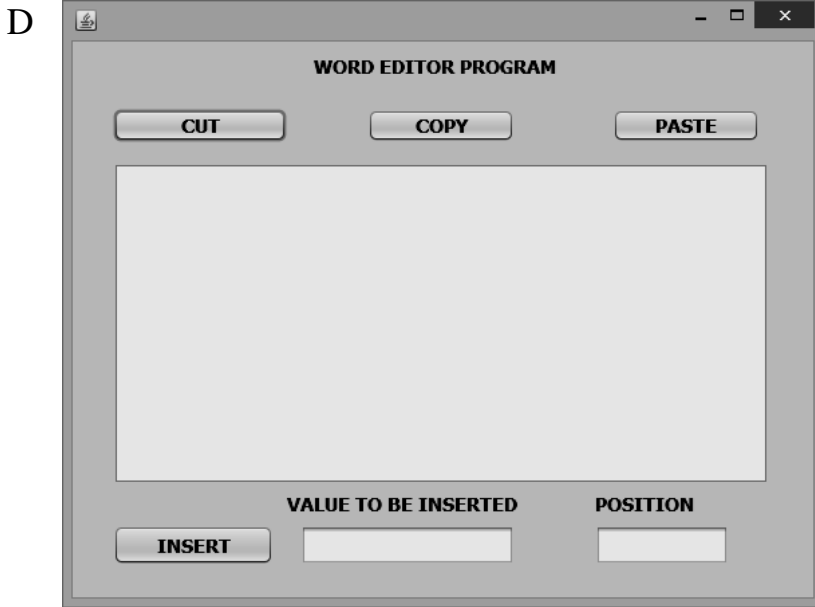 D
WORD EDITOR PROGRAM
CUT COPY PASTE
VALUE TO BE INSERTED POSITION
INSERT